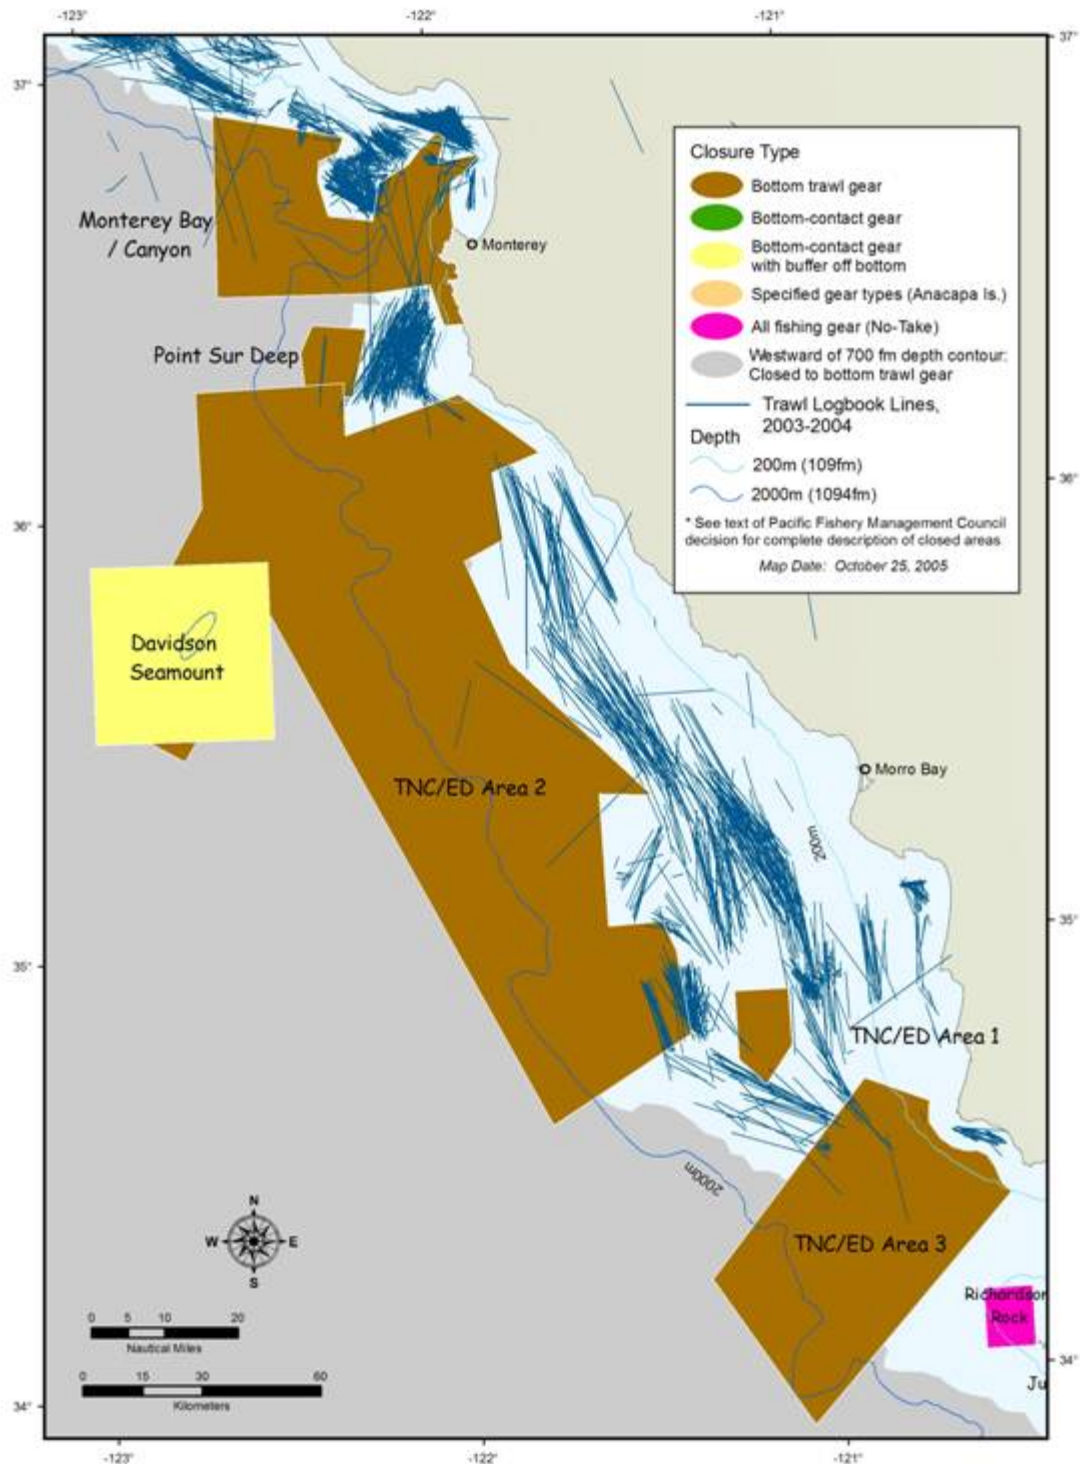 -123°
-122°
-121°
37°
37°
Closure Type
Bottom trawl gear
Bottom-contact gear
Bottom-contact gear
with buffer off bottom
Specified gear types (Anacapa Is.)
All fishing gear (No-Take)
Westward of 700 fm depth contour:
Closed to bottom trawl gear
Trawl Logbook Lines,
2003-2004
Depth
200m (109fm)
2000m (1094fm)
* See text of Pacific Fishery Management Council
decision for complete description of closed areas
Map Date: October 25, 2005
Monterey Bay
/ Canyon
Monterey
Point Sur Deep
36°
36°
Davidson
Seamount
TNC/ED Area 2
Morro Bay
200m
35°
35°
TNC/ED Area 1
2000m
N
W
E
S
TNC/ED Area 3
Richardson
Rock
0 5 10 20
Nautical Miles
0 15 30 60
Kilometers
34°
Ju
34°
-123°
-122°
-121°